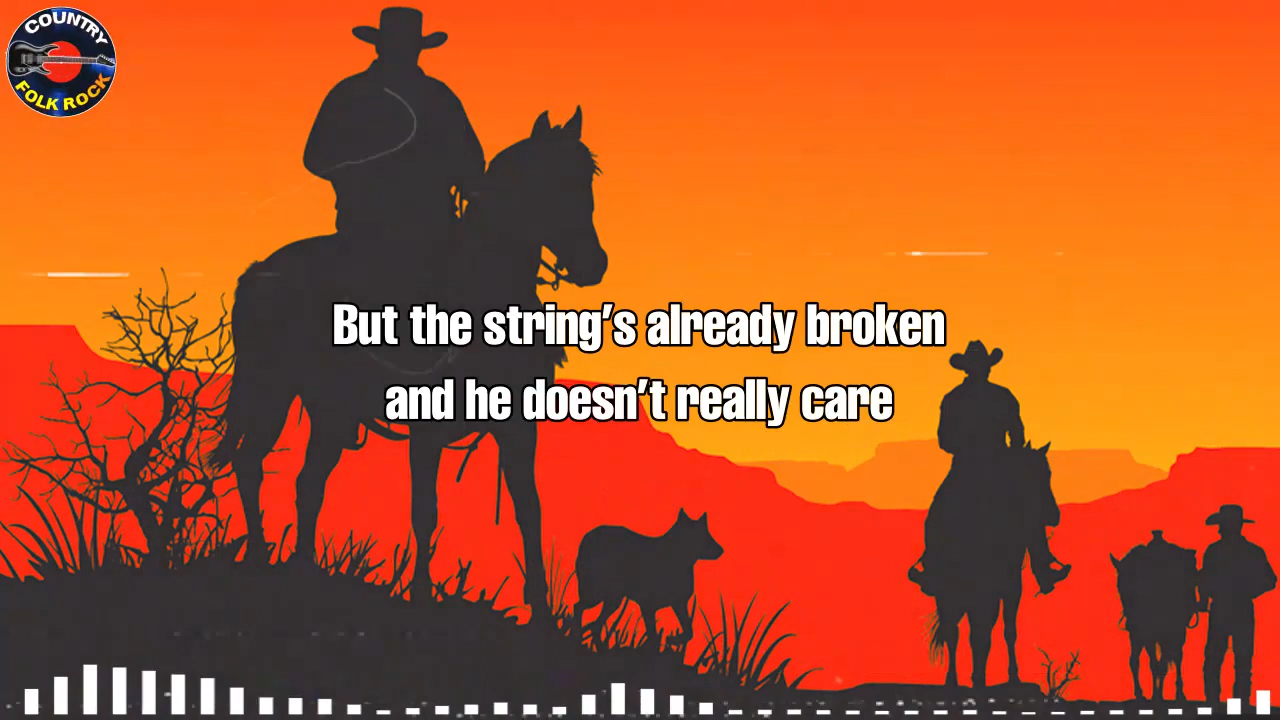 COUNTRY
FOLK ROCK
But the string's already broken
and he doesn't really care